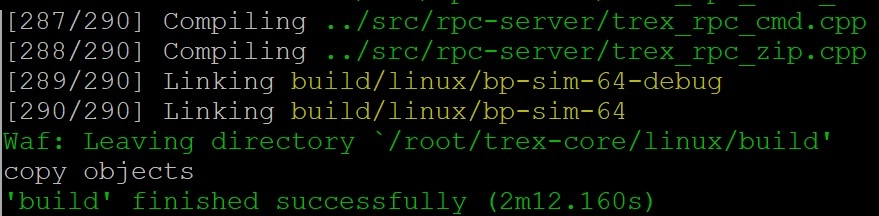 [287/290] Compiling ../src/rpc-server/trex_rpc_cmd.cpp
[288/290] Compiling ../src/rpc-server/trex_rpc_zip.cpp
[289/290] Linking build/linux/bp-sim-64-debug
[290/290] Linking build/linux/bp-sim-64
Waf: Leaving directory `/root/trex-core/linux/build'
copy objects
'build' finished successfully (2m12.160s)